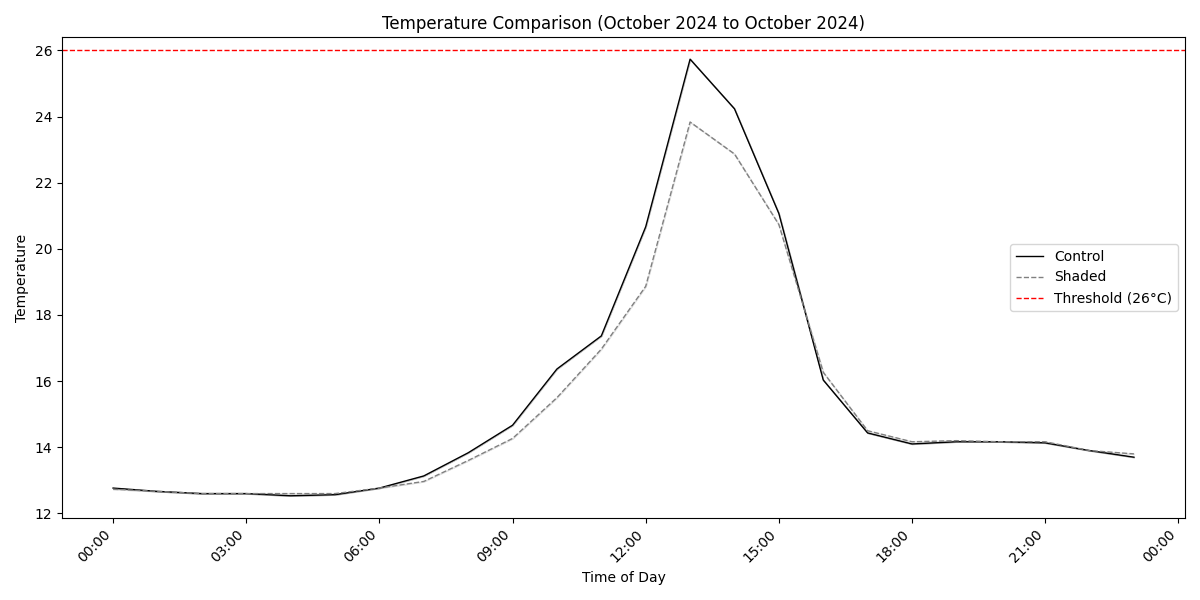 Temperature Comparison (October 2024 to October 2024)
26
24
22
20
18
16
14
12
Temperature
Control
Shaded
Threshold (26°C)
00:00
03:00
06:00
09:00
12:00
15:00
18:00
21:00
00:00
Time of Day